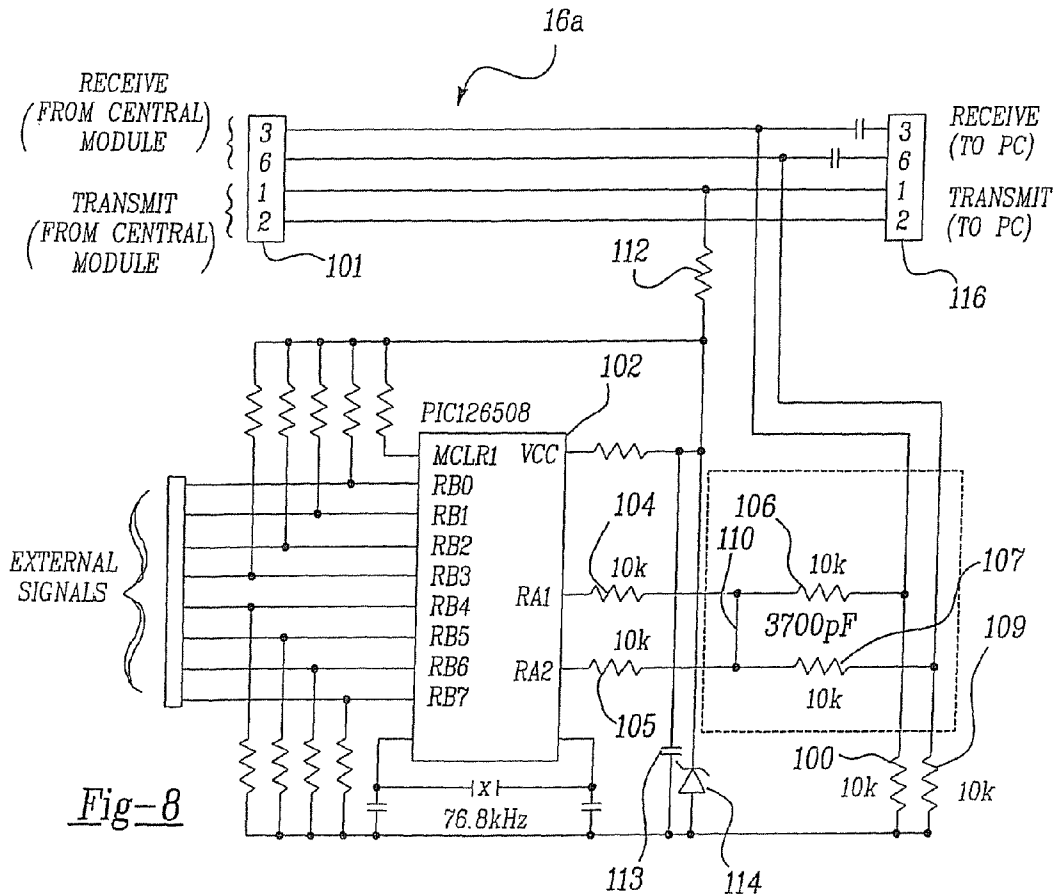 16a
RECEIVE
(FROM CENTRAL
MODULE)
TRANSMIT
(FROM CENTRAL
MODULE)
3
6
1
2
101
3
6
1
2
116
RECEIVE
(TO PC)
TRANSMIT
(TO PC)
112
102
PIC126508
MCLR1
VCC
RB0
RB1
RB2
RB3
RB4
RB5
RB6
RB7
RA1
RA2
EXTERNAL
SIGNALS
104
10k
10k
105
106
110
10k
3700pF
10k
107
109
100
10k
10k
X
76.8kHz
113
114
Fig-8